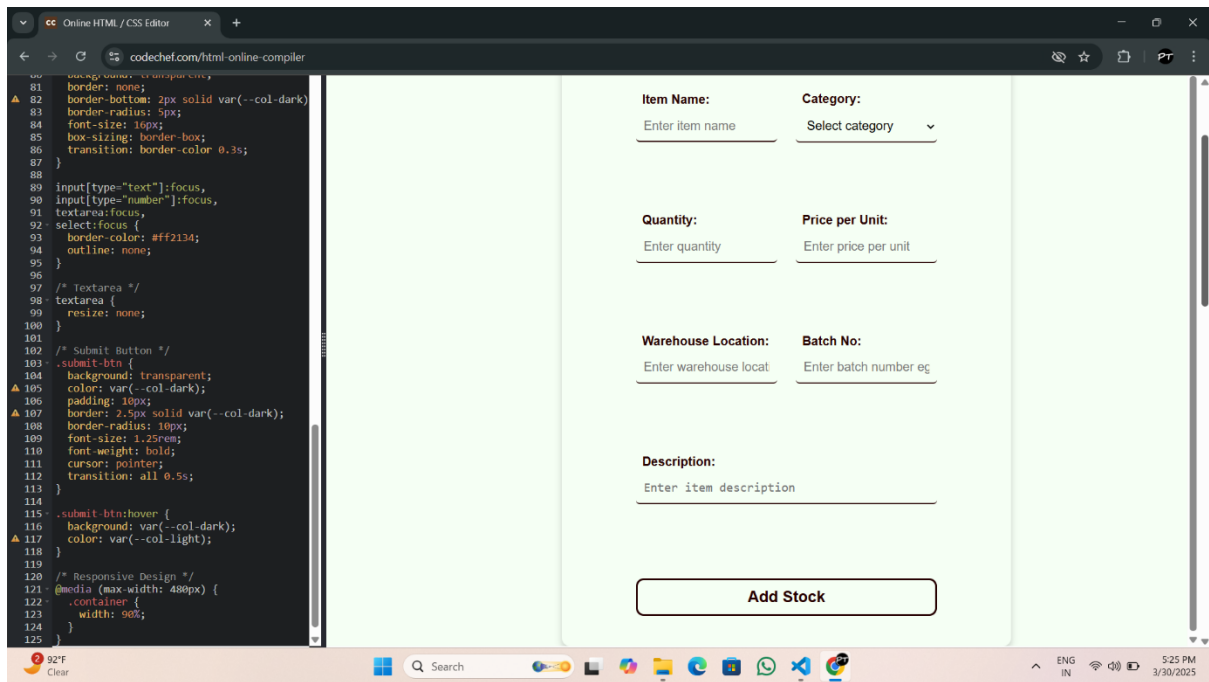 CC Online HTML / CSS Editor
codechef.com/html-online-compiler
80 background: transparent;
81 border: none;
82 border-bottom: 2px solid var(--col-dark)
83 border-radius: 5px;
84 font-size: 16px;
85 box-sizing: border-box;
86 transition: border-color 0.3s;
87 }
88
89 input[type="text"]:focus,
90 input[type="number"]:focus,
91 textarea:focus,
92 select:focus {
93 border-color: #ff2134;
94 outline: none;
95 }
96
97 /* Textarea */
98 textarea {
99 resize: none;
100 }
101
102 /* Submit Button */
103 .submit-btn {
104 background: transparent;
105 color: var(--col-dark);
106 padding: 10px;
107 border: 2.5px solid var(--col-dark);
108 border-radius: 10px;
109 font-size: 1.25rem;
110 font-weight: bold;
111 cursor: pointer;
112 transition: all 0.5s;
113 }
114
115 .submit-btn:hover {
116 background: var(--col-dark);
117 color: var(--col-light);
118 }
119
120 /* Responsive Design */
121 @media (max-width: 480px) {
122 .container {
123 width: 90%;
124 }
125 }
Item Name: Category:
Enter item name Select category
Quantity: Price per Unit:
Enter quantity Enter price per unit
Warehouse Location: Batch No:
Enter warehouse locati Enter batch number eg
Description:
Enter item description
Add Stock
2 92°F
Clear
Search
ENG
IN
5:25 PM
3/30/2025
PT
PT